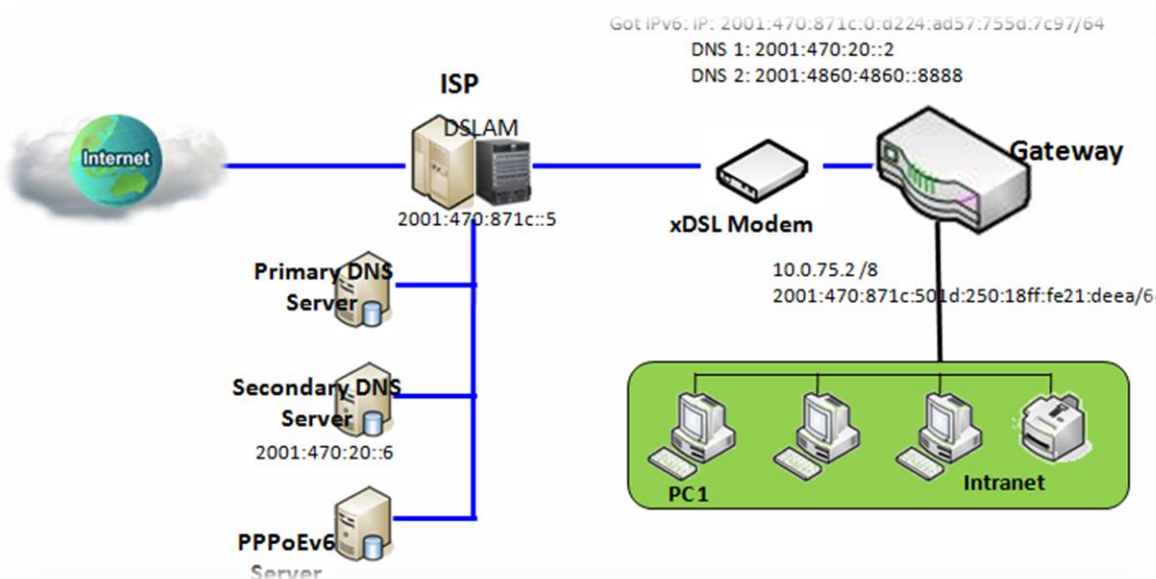 Got IPv6: IP: 2001:470:871c:0:d224:ad57:755d:7c97/64
DNS 1: 2001:470:20::2
DNS 2: 2001:4860:4860::8888
ISP
DSLAM
Internet
Gateway
2001:470:871c::5
xDSL Modem
Primary DNS
Server
10.0.75.2 /8
2001:470:871c:501d:250:18ff:fe21:deea/6
Secondary DNS
Server
2001:470:20::6
PC1
Intranet
PPPoEv6
Server